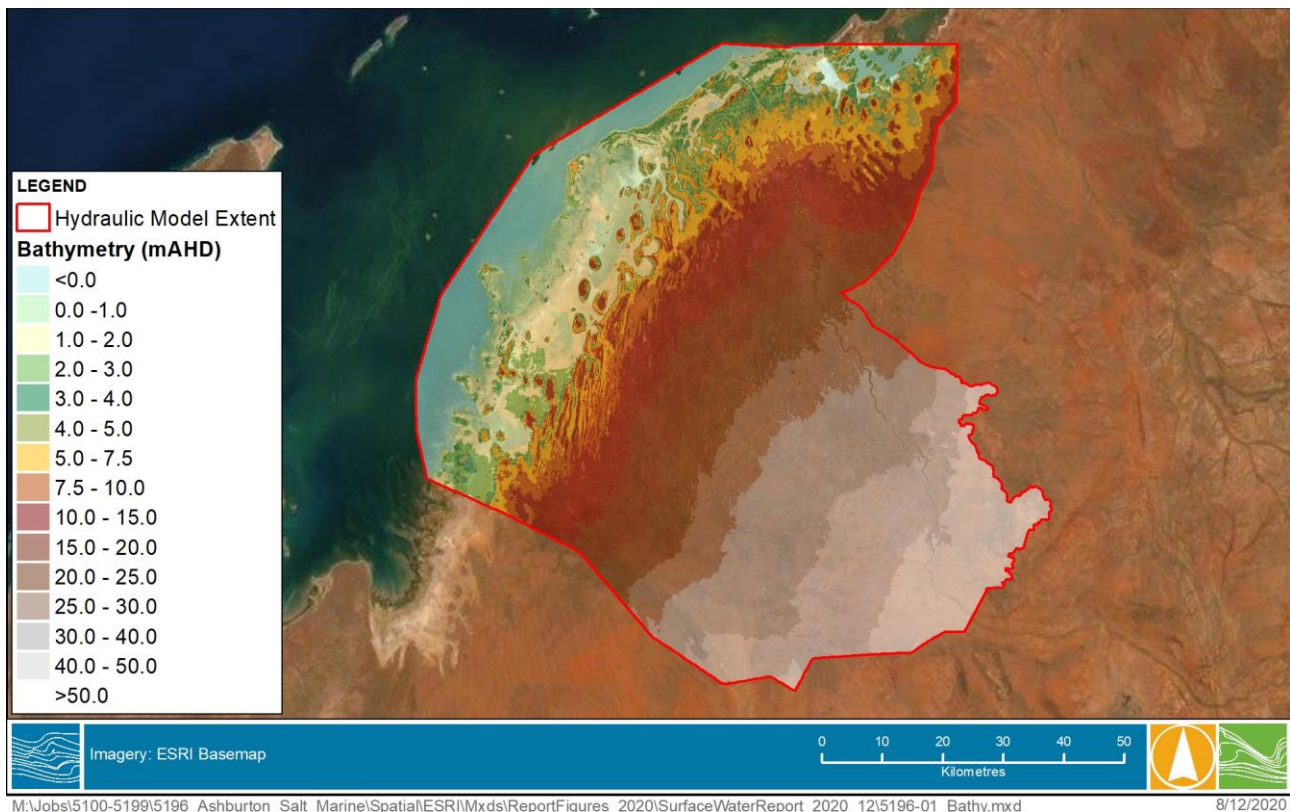 LEGEND
Hydraulic Model Extent
Bathymetry (mAHD)
<0.0
0.0 -1.0
1.0 - 2.0
2.0 - 3.0
3.0 - 4.0
4.0 - 5.0
5.0 - 7.5
7.5 - 10.0
10.0 - 15.0
15.0 - 20.0
20.0 - 25.0
25.0 - 30.0
30.0 - 40.0
40.0 - 50.0
>50.0
Imagery: ESRI Basemap
0 10 20 30 40 50
Kilometres
M:\Jobs\5100-5199\5196_Ashburton_Salt_Marine\Spatial\ESRI\Mxds\ReportFigures_2020\SurfaceWaterReport_2020_12\5196-01_Bathy.mxd 8/12/2020